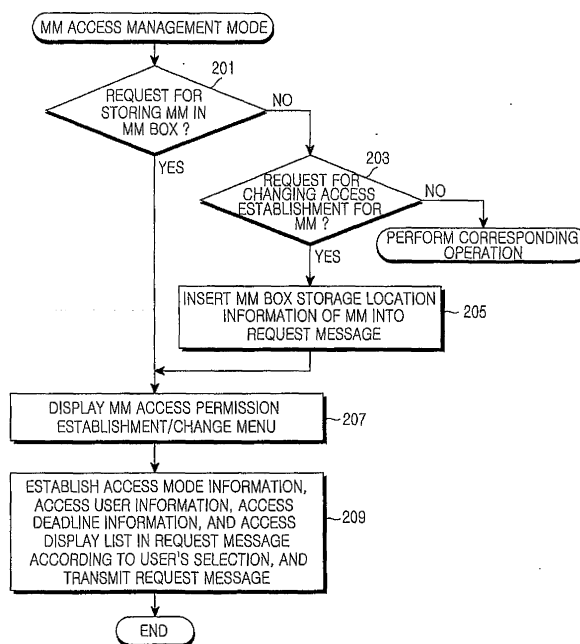 MM ACCESS MANAGEMENT MODE
201
REQUEST FOR
STORING MM IN
MM BOX ?
NO
YES
203
REQUEST FOR
CHANGING ACCESS
ESTABLISHMENT FOR
MM ?
NO
YES
PERFORM CORRESPONDING
OPERATION
INSERT MM BOX STORAGE LOCATION
INFORMATION OF MM INTO
REQUEST MESSAGE
205
DISPLAY MM ACCESS PERMISSION
ESTABLISHMENT/CHANGE MENU
207
ESTABLISH ACCESS MODE INFORMATION,
ACCESS USER INFORMATION, ACCESS
DEADLINE INFORMATION, AND ACCESS
DISPLAY LIST IN REQUEST MESSAGE
ACCORDING TO USER'S SELECTION, AND
TRANSMIT REQUEST MESSAGE
209
END